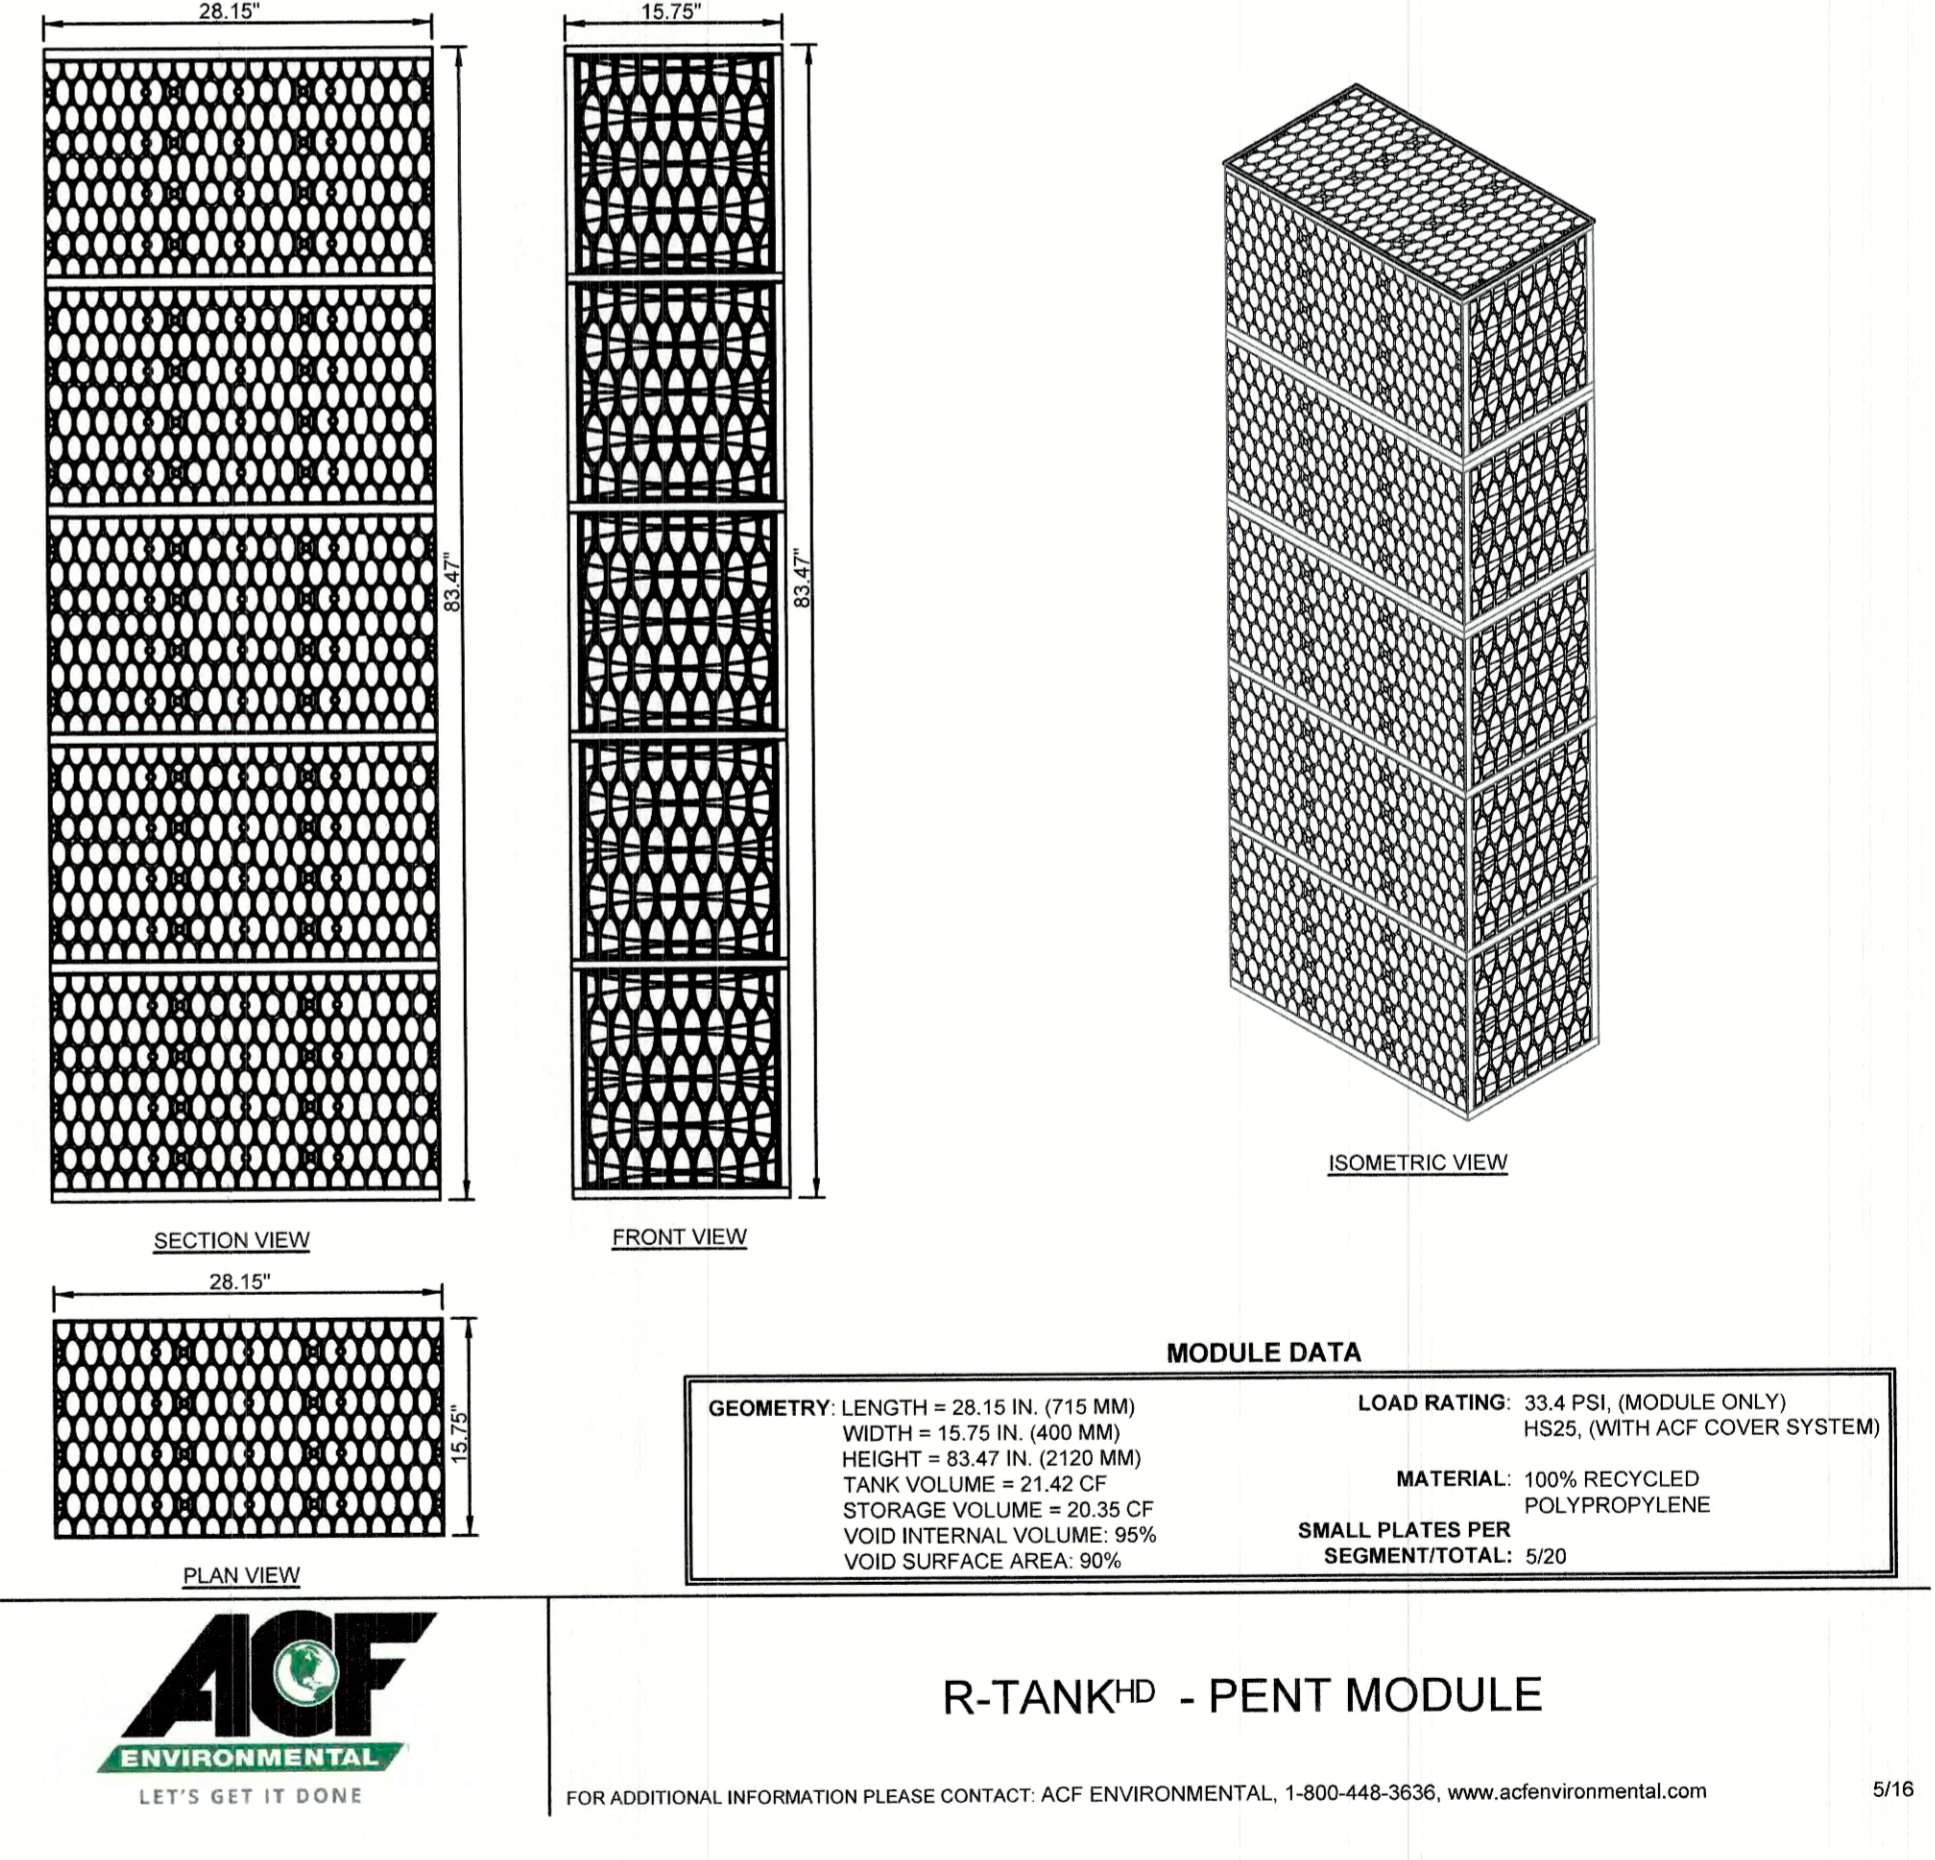 28.15"
15.75"
83.47"
83.47"
ISOMETRIC VIEW
SECTION VIEW
FRONT VIEW
28.15"
15.75"
PLAN VIEW
MODULE DATA
GEOMETRY: LENGTH = 28.15 IN. (715 MM)
WIDTH = 15.75 IN. (400 MM)
HEIGHT = 83.47 IN. (2120 MM)
TANK VOLUME = 21.42 CF
STORAGE VOLUME = 20.35 CF
VOID INTERNAL VOLUME: 95%
VOID SURFACE AREA: 90%
LOAD RATING: 33.4 PSI, (MODULE ONLY)
HS25, (WITH ACF COVER SYSTEM)
MATERIAL: 100% RECYCLED
POLYPROPYLENE
SMALL PLATES PER
SEGMENT/TOTAL: 5/20
ACF
ENVIRONMENTAL
LET'S GET IT DONE
R-TANKHD - PENT MODULE
FOR ADDITIONAL INFORMATION PLEASE CONTACT: ACF ENVIRONMENTAL, 1-800-448-3636, www.acfenvironmental.com
5/16